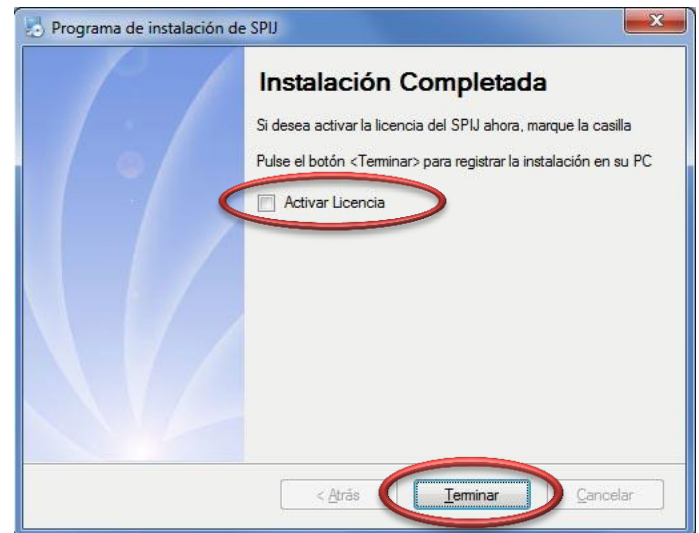 Programa de instalación de SPIJ
Instalación Completada
Si desea activar la licencia del SPIJ ahora, marque la casilla
Pulse el botón <Terminar> para registrar la instalación en su PC
Activar Licencia
< Atrás
Terminar
Cancelar